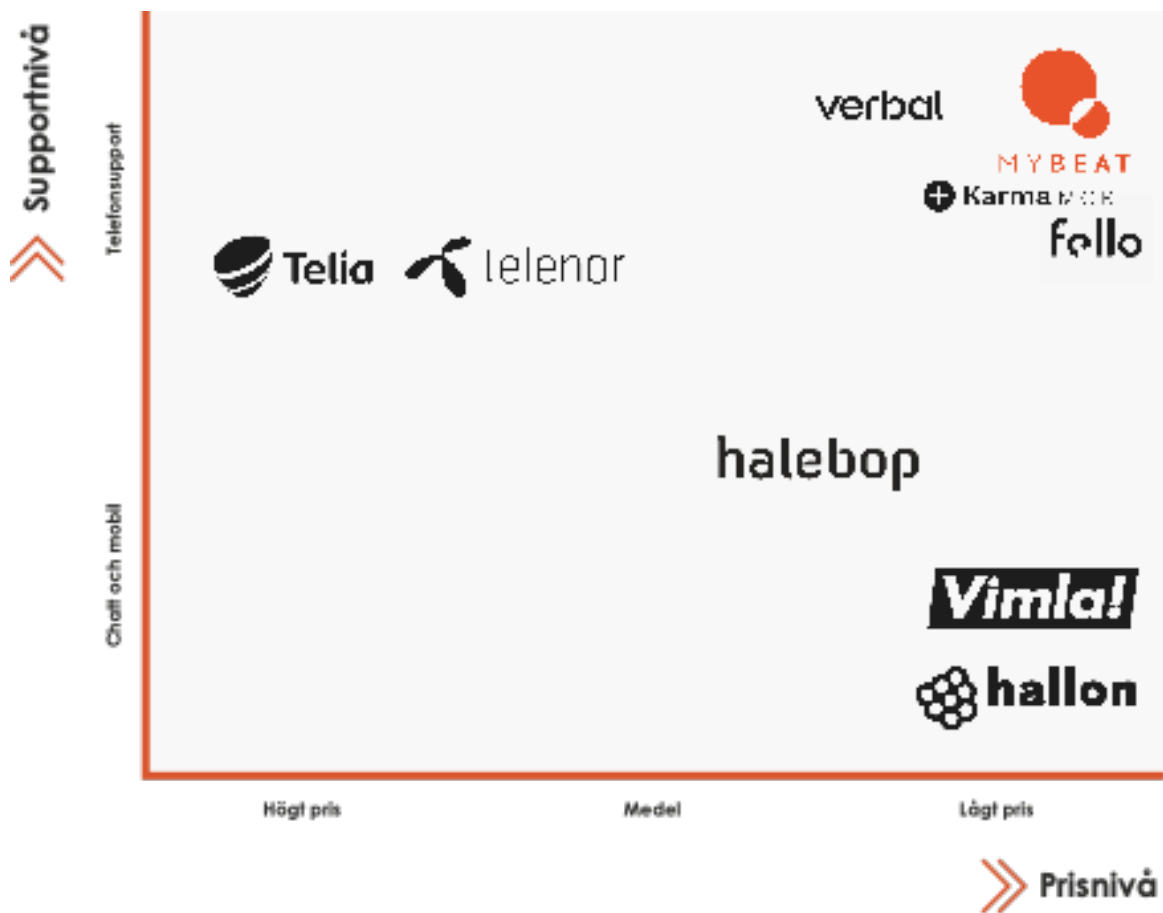 Supportnivå
Telefonsupport
Chatt och mobil
verbal
MYBEAT
Karma
fello
Telia
telenor
halebop
Vimla!
hallon
Högt pris
Medel
Lågt pris
Prisnivå